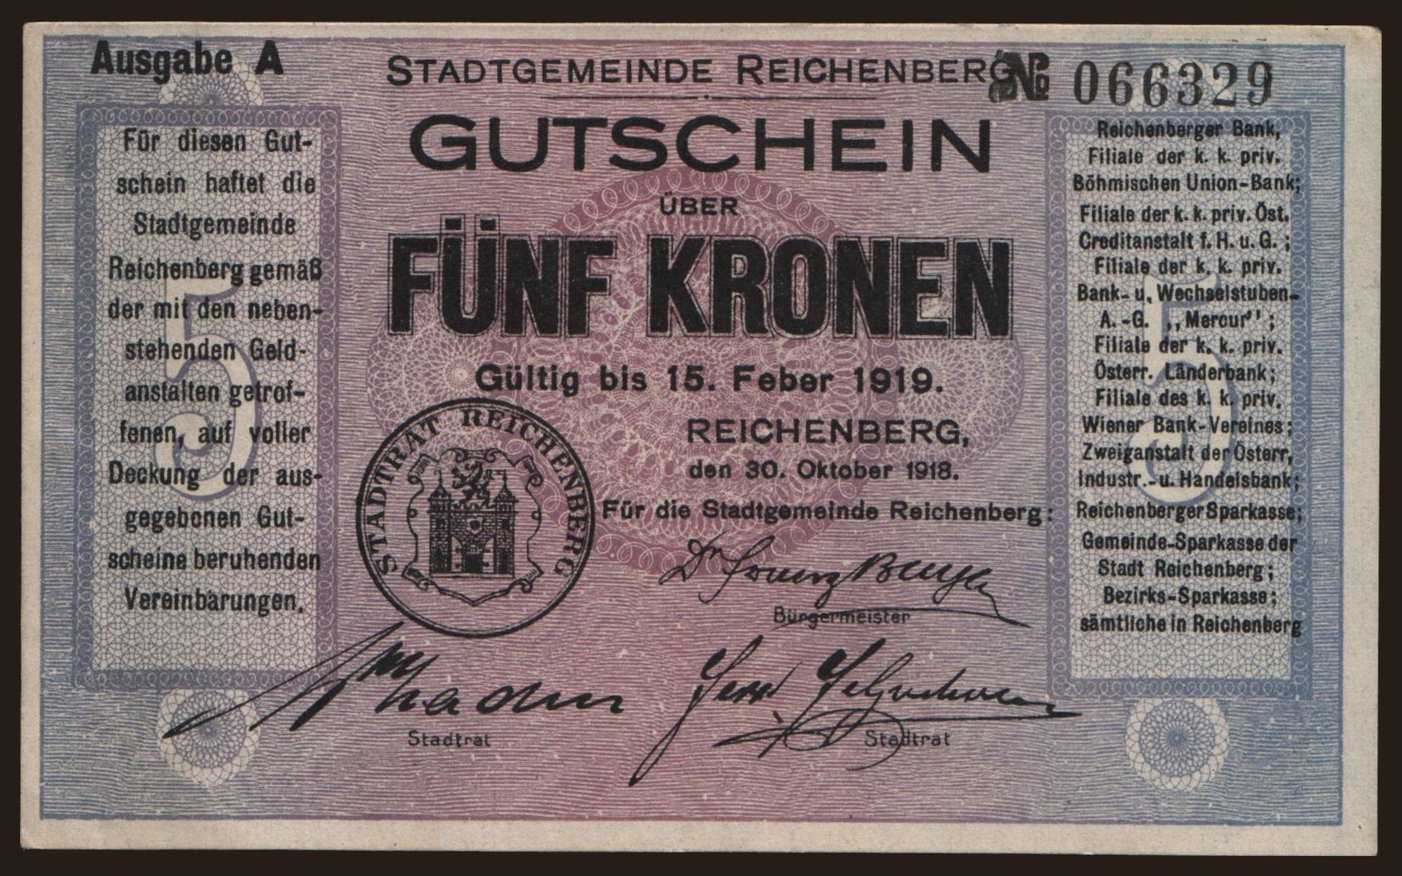 Ausgabe A
STADTGEMEINDE REICHENBERG
№ 066329
GUTSCHEIN
ÜBER
FÜNF KRONEN
Gültig bis 15. Feber 1919.
REICHENBERG,
den 30. Oktober 1918.
Für die Stadtgemeinde Reichenberg:
Bürgermeister
Stadtrat
Stadtrat
STADTRAT REICHENBERG
Für diesen Gut-
schein haftet die
Stadtgemeinde
Reichenberg gemäß
der mit den neben-
stehenden Geld-
anstalten getrof-
fenen, auf voller
Deckung der aus-
gegebenen Gut-
scheine beruhenden
Vereinbarungen.
5
Reichenberger Bank,
Filiale der k. k. priv.
Böhmischen Union-Bank;
Filiale der k. k. priv. Öst.
Creditanstalt f. H. u. G. ;
Filiale der k. k. priv.
Bank- u. Wechselstuben-
A.-G. ,,Mercur'' ;
Filiale der k. k. priv.
Österr. Länderbank;
Filiale des k. k. priv.
Wiener Bank-Vereines;
Zweiganstalt der Österr,
Industr.- u. Handelsbank;
Reichenberger Sparkasse;
Gemeinde-Sparkasse der
Stadt Reichenberg;
Bezirks-Sparkasse;
sämtliche in Reichenberg
5